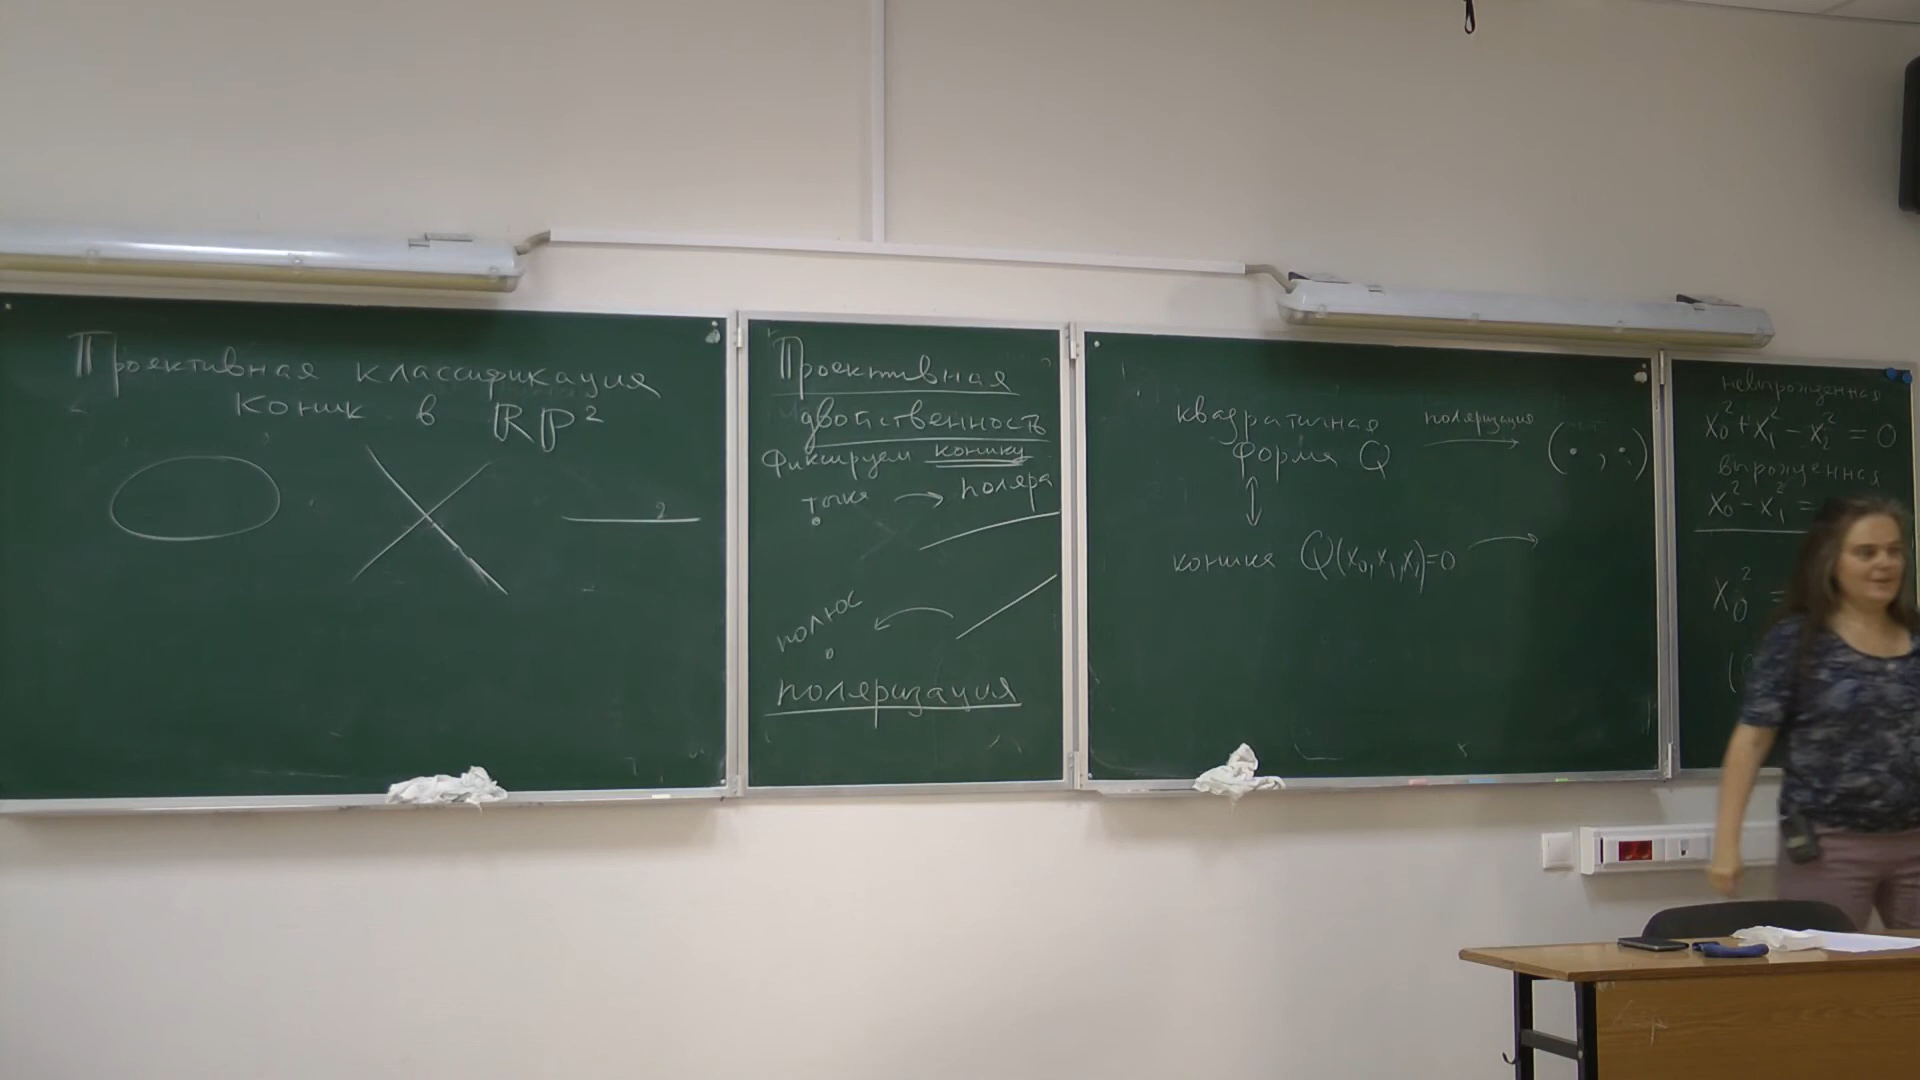 Проективная классификация
коник в RP²
2
Проективная
двойственность
Фиксируем конику
точка → поляра
полюс ←
поляризация
квадратичная
форма Q
поляризация
→ (· , ·)
↕
коника Q(x₀,x₁,x₂)=0 →
невырожденная
x₀²+x₁²-x₂²=0
вырожденная
x₀²-x₁²=
x₀² =